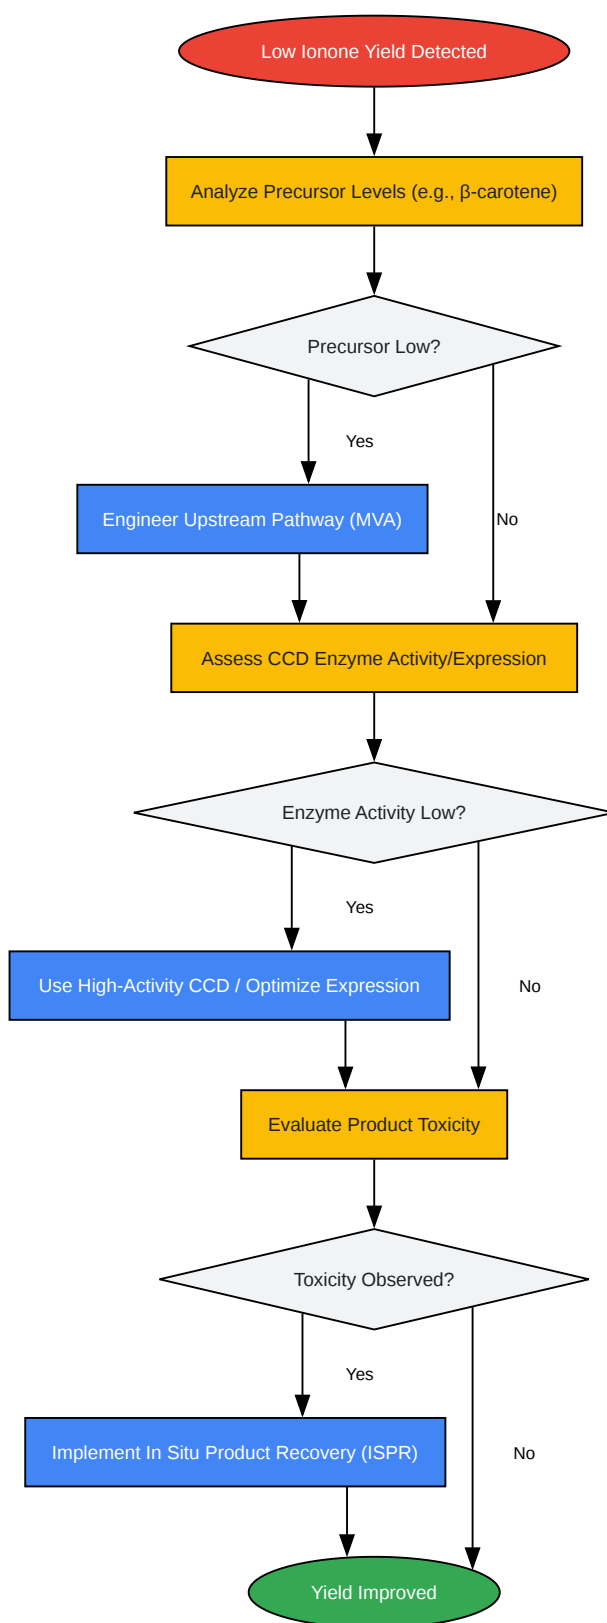 Low Ionone Yield Detected
Analyze Precursor Levels (e.g., β-carotene)
Precursor Low?
Yes
Engineer Upstream Pathway (MVA)
No
Assess CCD Enzyme Activity/Expression
Enzyme Activity Low?
Yes
Use High-Activity CCD / Optimize Expression
No
Evaluate Product Toxicity
Toxicity Observed?
Yes
Implement In Situ Product Recovery (ISPR)
No
Yield Improved